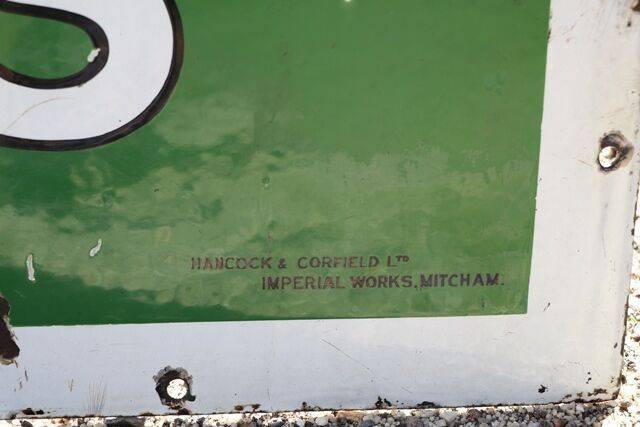 S
HANCOCK & CORFIELD LTD
IMPERIAL WORKS, MITCHAM.